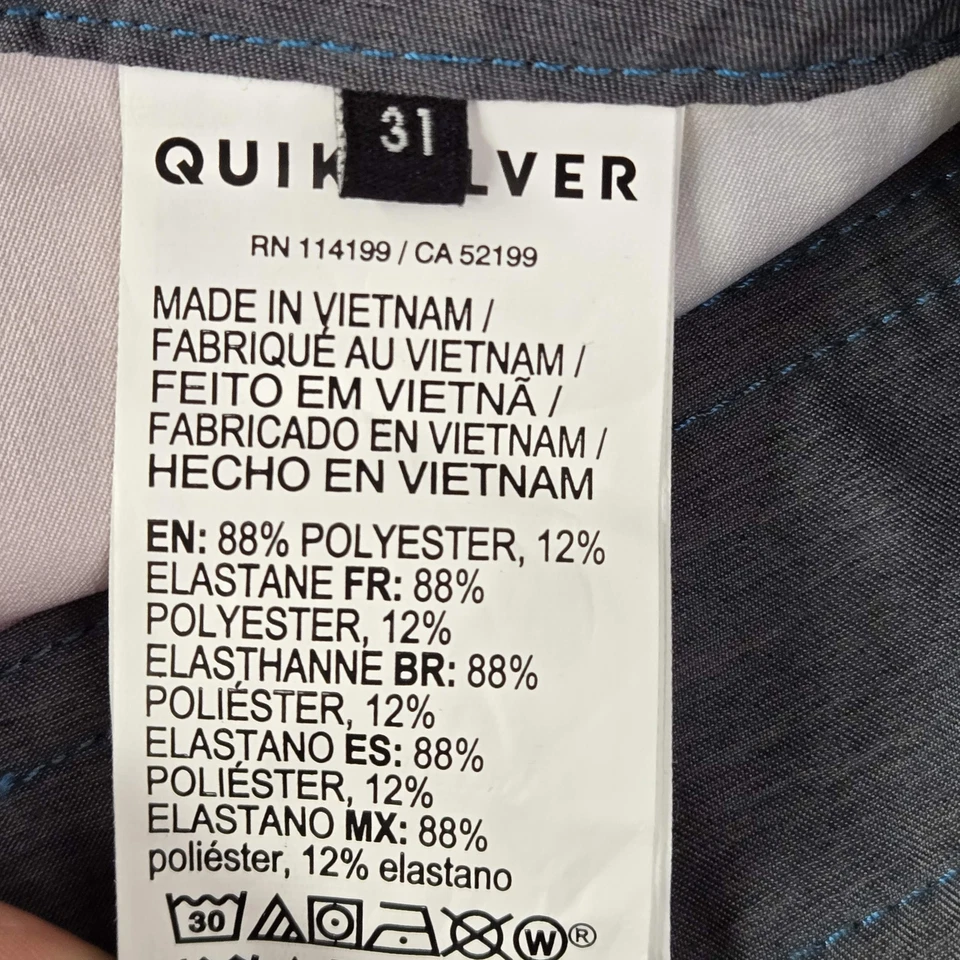 31
QUIK LVER
RN 114199 / CA 52199
MADE IN VIETNAM /
FABRIQUÉ AU VIETNAM /
FEITO EM VIETNÃ /
FABRICADO EN VIETNAM /
HECHO EN VIETNAM
EN: 88% POLYESTER, 12%
ELASTANE FR: 88%
POLYESTER, 12%
ELASTHANNE BR: 88%
POLIÉSTER, 12%
ELASTANO ES: 88%
POLIÉSTER, 12%
ELASTANO MX: 88%
poliéster, 12% elastano
30 W®